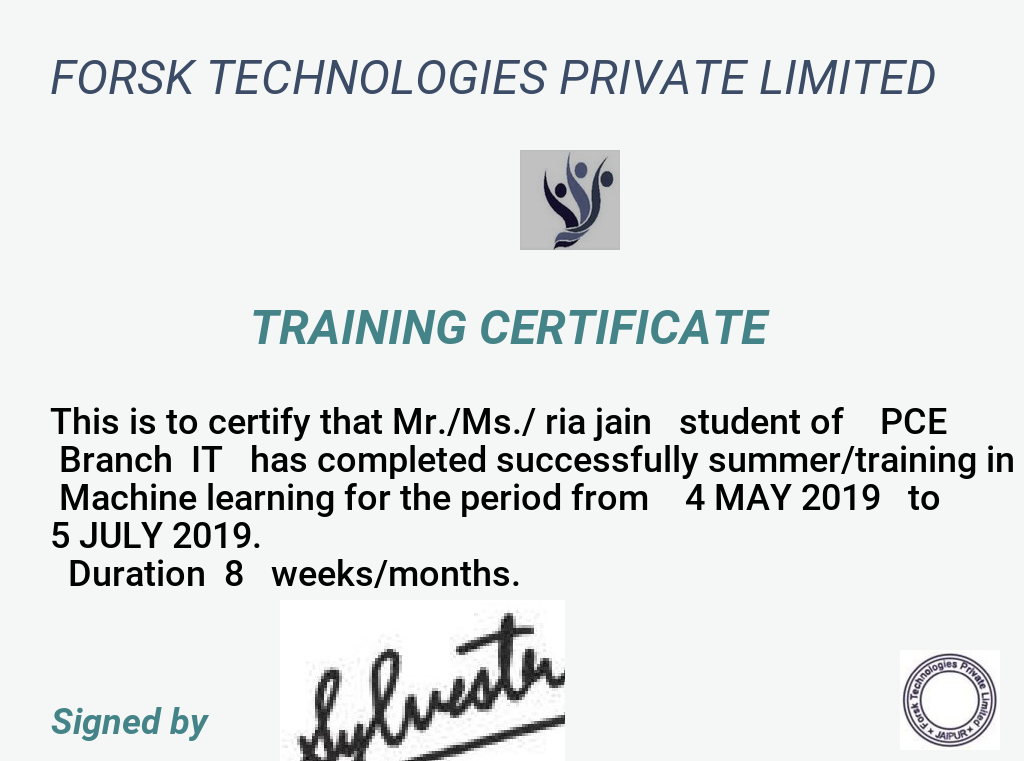 FORSK TECHNOLOGIES PRIVATE LIMITED
TRAINING CERTIFICATE
This is to certify that Mr./Ms./ ria jain student of PCE
Branch IT has completed successfully summer/training in
Machine learning for the period from 4 MAY 2019 to
5 JULY 2019.
Duration 8 weeks/months.
Sylvester
Signed by
Forsk Technologies Private Limited
* JAIPUR *